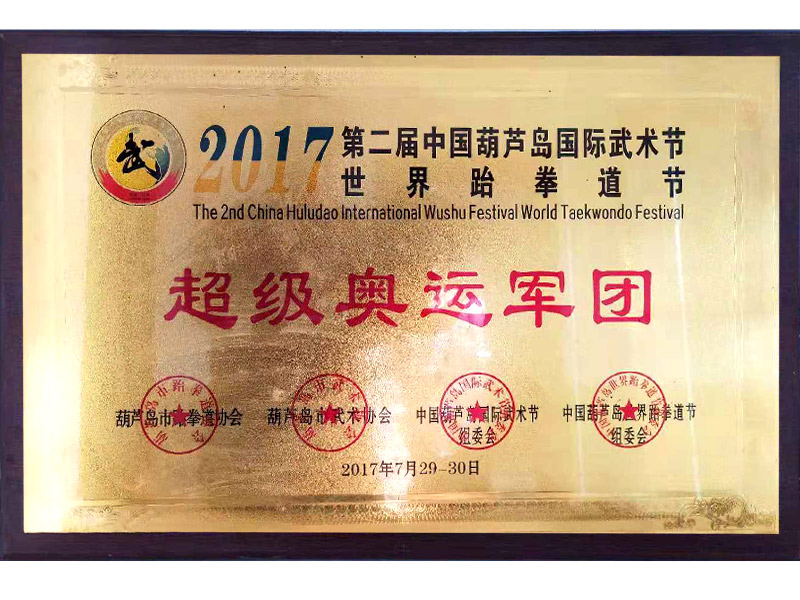 武
2017 第二届中国葫芦岛国际武术节
世界跆拳道节
The 2nd China Huludao International Wushu Festival World Taekwondo Festival
超级奥运军团
葫芦岛市跆拳道协会 葫芦岛市武术协会 中国葫芦岛国际武术节 中国葫芦岛世界跆拳道节
组委会 组委会
2017年7月29-30日